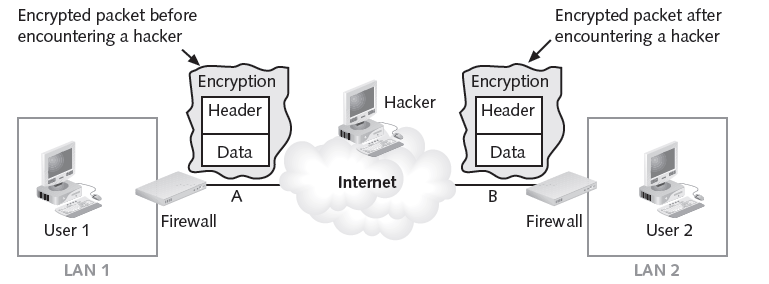 Encrypted packet before
encountering a hacker
Encrypted packet after
encountering a hacker
Encryption
Header
Data
Hacker
Encryption
Header
Data
Internet
A
B
User 1
Firewall
Firewall
User 2
LAN 1
LAN 2